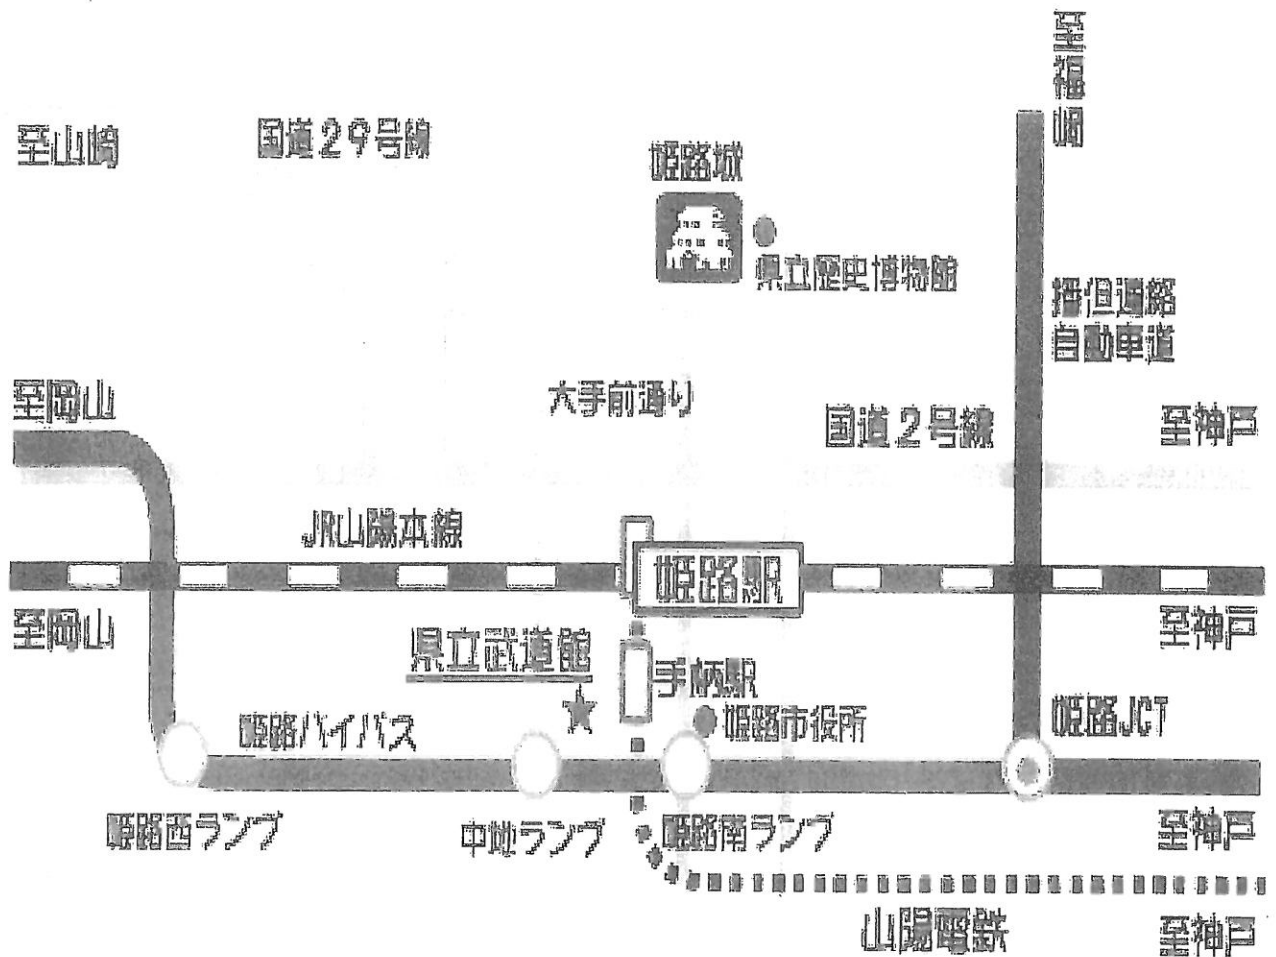 至福崎
至山崎
国道29号線
姫路城
県立歴史博物館
播但連絡
自動車道
至岡山
大手前通り
国道2号線
至神戸
JR山陽本線
姫路駅
至岡山
至神戸
県立武道館
手柄駅
姫路市役所
姫路JCT
姫路バイパス
姫路西ランプ
中地ランプ
姫路南ランプ
至神戸
山陽電鉄
至神戸